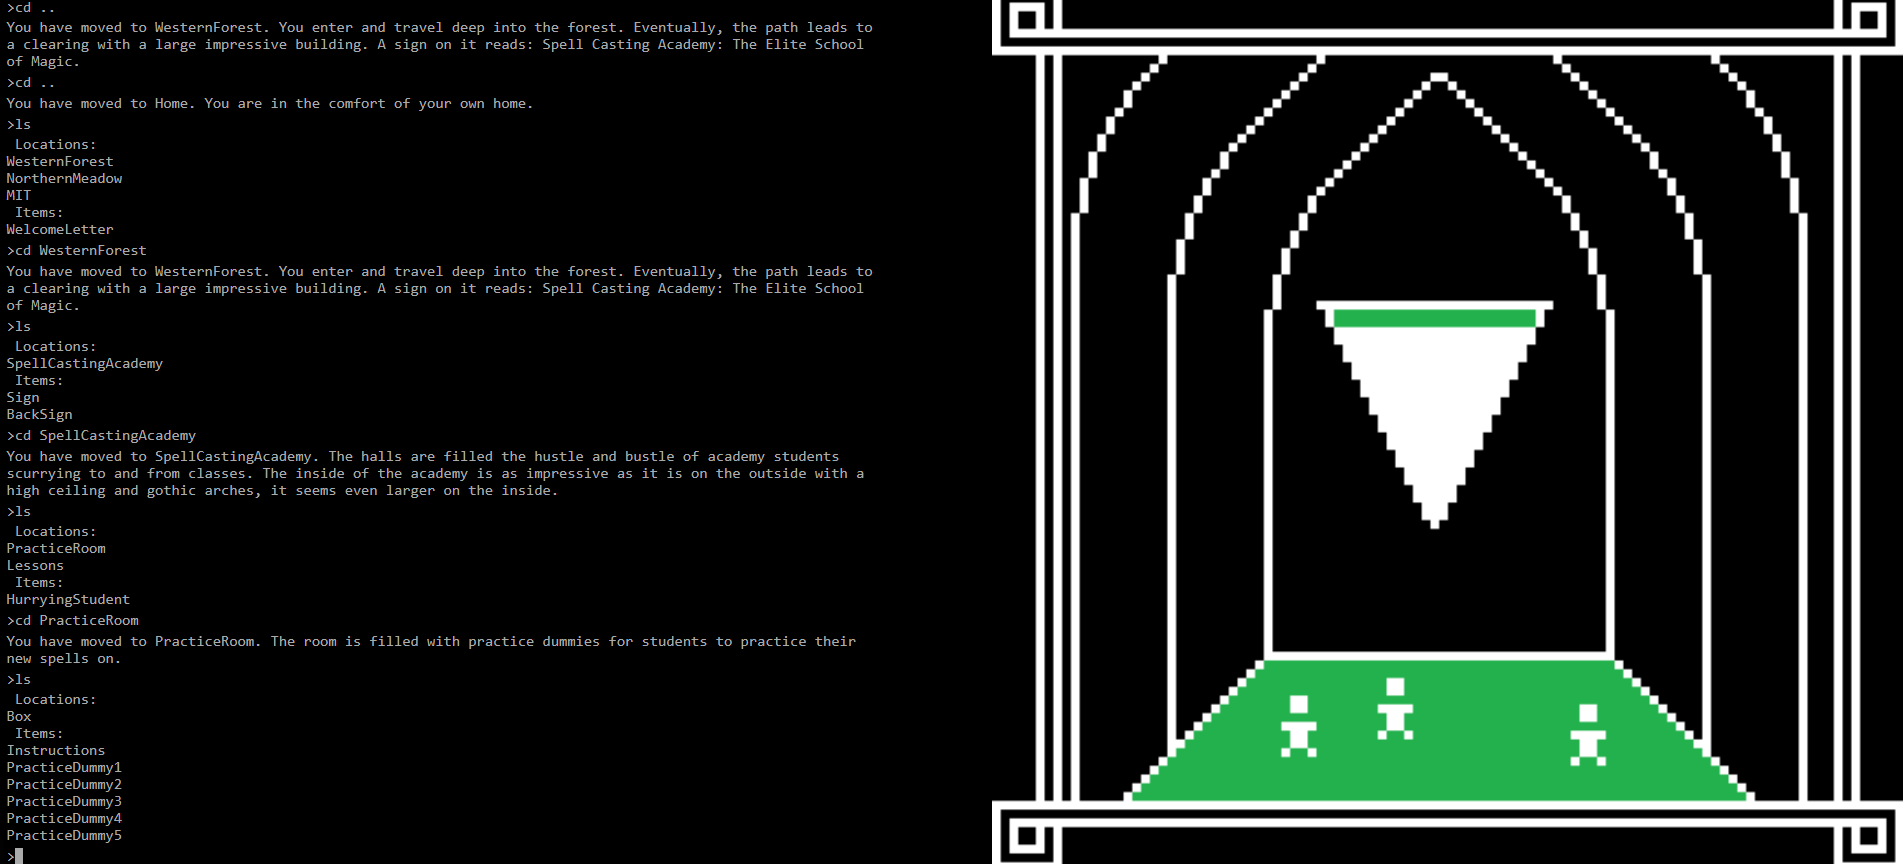 >cd ..
You have moved to WesternForest. You enter and travel deep into the forest. Eventually, the path leads to
a clearing with a large impressive building. A sign on it reads: Spell Casting Academy: The Elite School
of Magic.
>cd ..
You have moved to Home. You are in the comfort of your own home.
>ls
Locations:
WesternForest
NorthernMeadow
MIT
Items:
WelcomeLetter
>cd WesternForest
You have moved to WesternForest. You enter and travel deep into the forest. Eventually, the path leads to
a clearing with a large impressive building. A sign on it reads: Spell Casting Academy: The Elite School
of Magic.
>ls
Locations:
SpellCastingAcademy
Items:
Sign
BackSign
>cd SpellCastingAcademy
You have moved to SpellCastingAcademy. The halls are filled the hustle and bustle of academy students
scurrying to and from classes. The inside of the academy is as impressive as it is on the outside with a
high ceiling and gothic arches, it seems even larger on the inside.
>ls
Locations:
PracticeRoom
Lessons
Items:
HurryingStudent
>cd PracticeRoom
You have moved to PracticeRoom. The room is filled with practice dummies for students to practice their
new spells on.
>ls
Locations:
Box
Items:
Instructions
PracticeDummy1
PracticeDummy2
PracticeDummy3
PracticeDummy4
PracticeDummy5
>